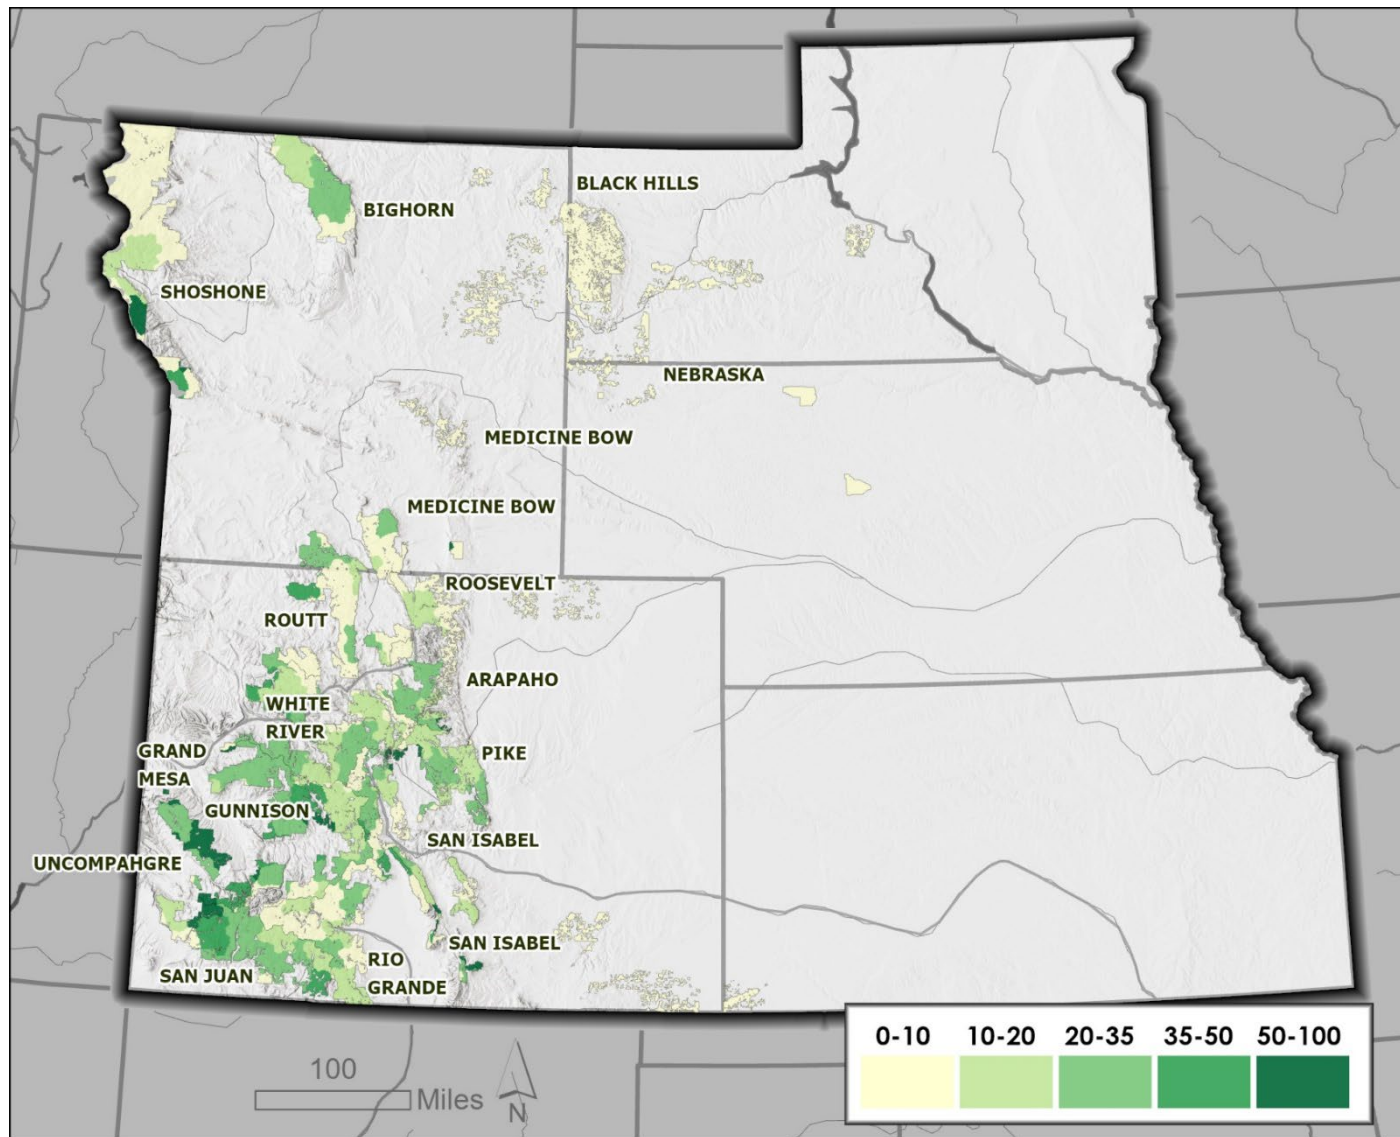 BLACK HILLS
BIGHORN
SHOSHONE
NEBRASKA
MEDICINE BOW
MEDICINE BOW
ROOSEVELT
ROUTT
ARAPAHO
WHITE
RIVER
GRAND
MESA
PIKE
GUNNISON
SAN ISABEL
UNCOMPAHGRE
SAN ISABEL
RIO
GRANDE
SAN JUAN
0-10 10-20 20-35 35-50 50-100
100
Miles
N